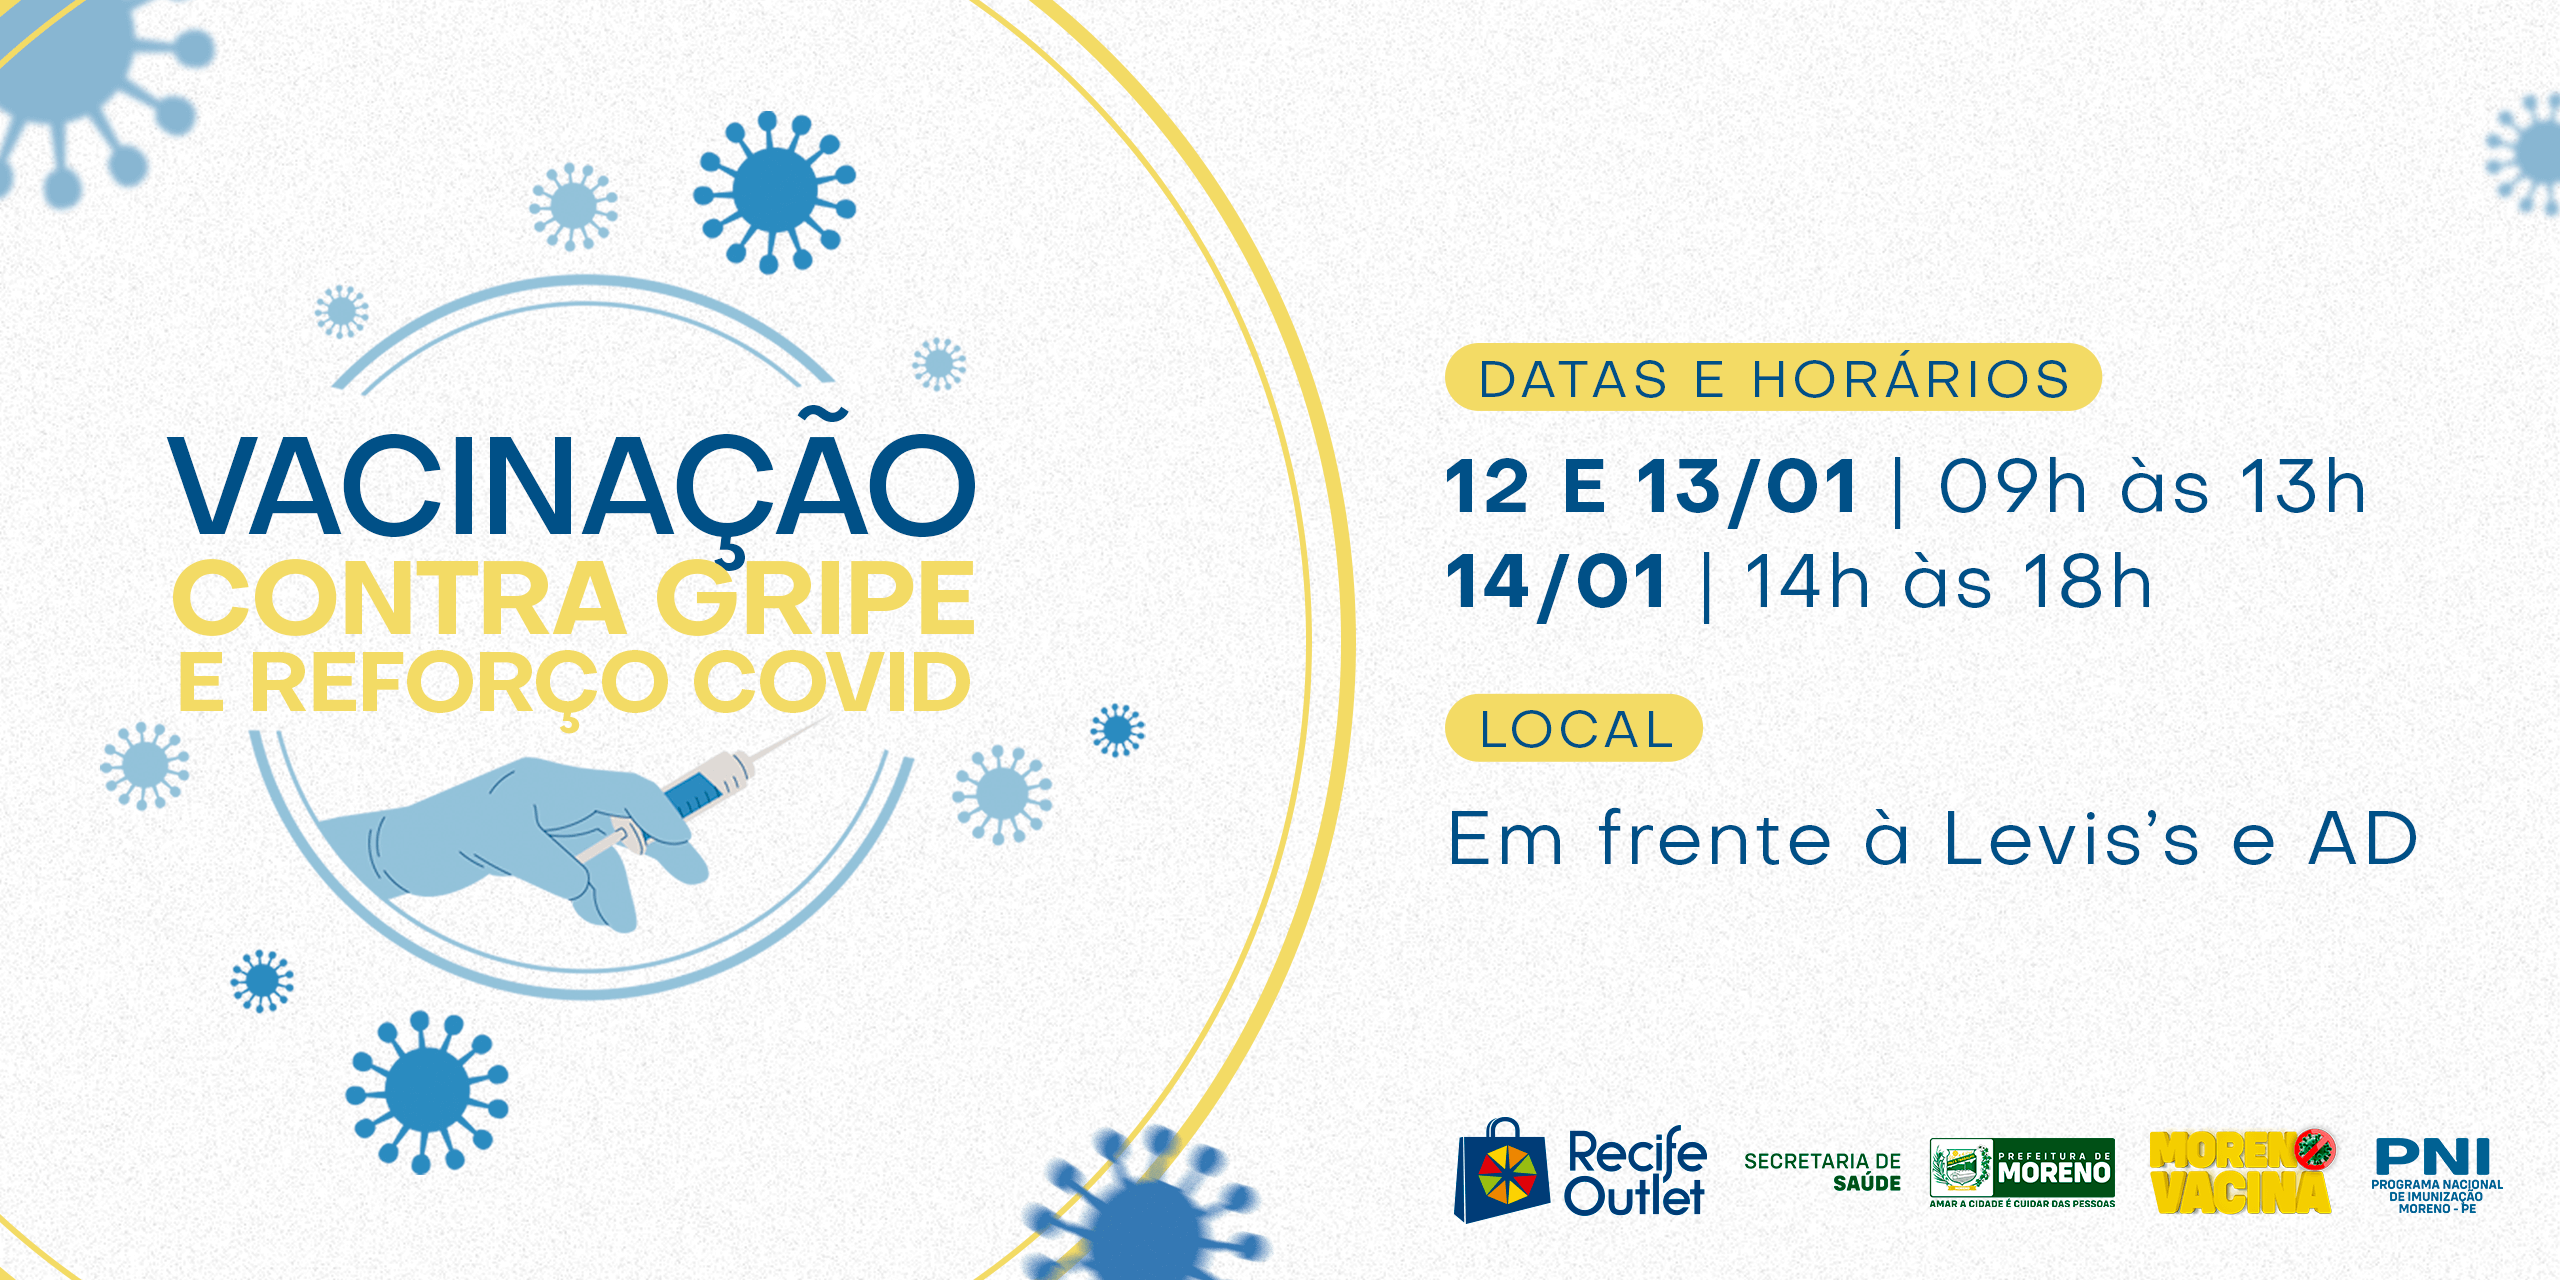 VACINAÇÃO
CONTRA GRIPE
E REFORÇO COVID
DATAS E HORÁRIOS
12 E 13/01 | 09h às 13h
14/01 | 14h às 18h
LOCAL
Em frente à Levis's e AD
Recife
Outlet
SECRETARIA DE
SAÚDE
PREFEITURA DE
MORENO
AMAR A CIDADE É CUIDAR DAS PESSOAS
MORENO
VACINA
PNI
PROGRAMA NACIONAL
DE IMUNIZAÇÃO
MORENO - PE